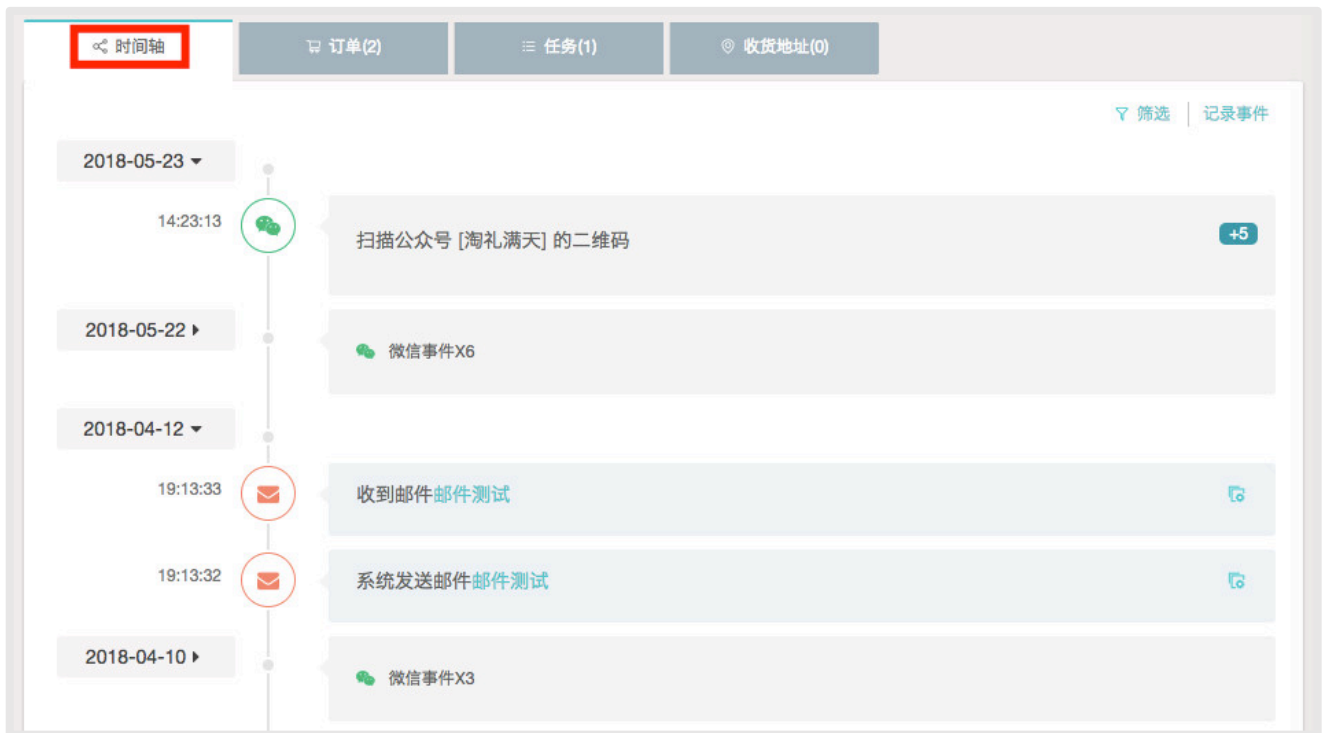 时间轴 订单(2) 任务(1) 收货地址(0)
筛选 记录事件
2018-05-23
14:23:13 扫描公众号 [淘礼满天] 的二维码 +5
2018-05-22 微信事件X6
2018-04-12
19:13:33 收到邮件邮件测试
19:13:32 系统发送邮件邮件测试
2018-04-10 微信事件X3